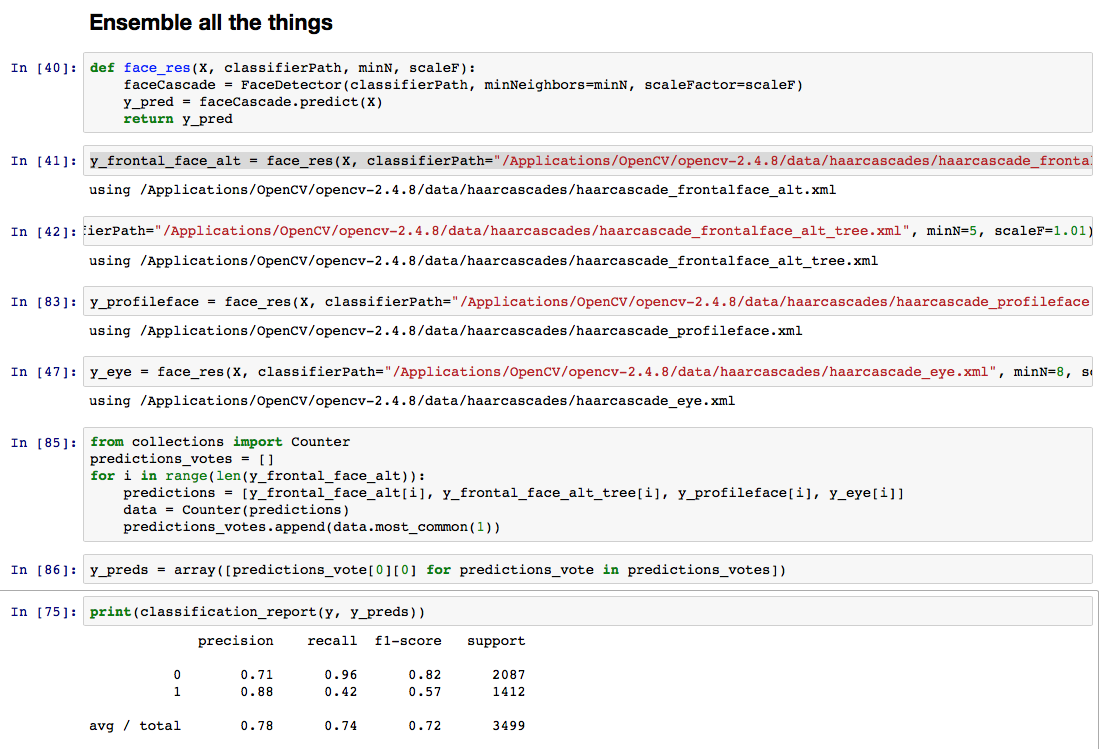 Ensemble all the things
In [40]: def face_res(X, classifierPath, minN, scaleF):
    faceCascade = FaceDetector(classifierPath, minNeighbors=minN, scaleFactor=scaleF)
    y_pred = faceCascade.predict(X)
    return y_pred
In [41]: y_frontal_face_alt = face_res(X, classifierPath="/Applications/OpenCV/opencv-2.4.8/data/haarcascades/haarcascade_fronta
using /Applications/OpenCV/opencv-2.4.8/data/haarcascades/haarcascade_frontalface_alt.xml
In [42]: fierPath="/Applications/OpenCV/opencv-2.4.8/data/haarcascades/haarcascade_frontalface_alt_tree.xml", minN=5, scaleF=1.01)
using /Applications/OpenCV/opencv-2.4.8/data/haarcascades/haarcascade_frontalface_alt_tree.xml
In [83]: y_profileface = face_res(X, classifierPath="/Applications/OpenCV/opencv-2.4.8/data/haarcascades/haarcascade_profileface
using /Applications/OpenCV/opencv-2.4.8/data/haarcascades/haarcascade_profileface.xml
In [47]: y_eye = face_res(X, classifierPath="/Applications/OpenCV/opencv-2.4.8/data/haarcascades/haarcascade_eye.xml", minN=8, s
using /Applications/OpenCV/opencv-2.4.8/data/haarcascades/haarcascade_eye.xml
In [85]: from collections import Counter
predictions_votes = []
for i in range(len(y_frontal_face_alt)):
    predictions = [y_frontal_face_alt[i], y_frontal_face_alt_tree[i], y_profileface[i], y_eye[i]]
    data = Counter(predictions)
    predictions_votes.append(data.most_common(1))
In [86]: y_preds = array([predictions_vote[0][0] for predictions_vote in predictions_votes])
In [75]: print(classification_report(y, y_preds))
precision recall f1-score support
0 0.71 0.96 0.82 2087
1 0.88 0.42 0.57 1412
avg / total 0.78 0.74 0.72 3499